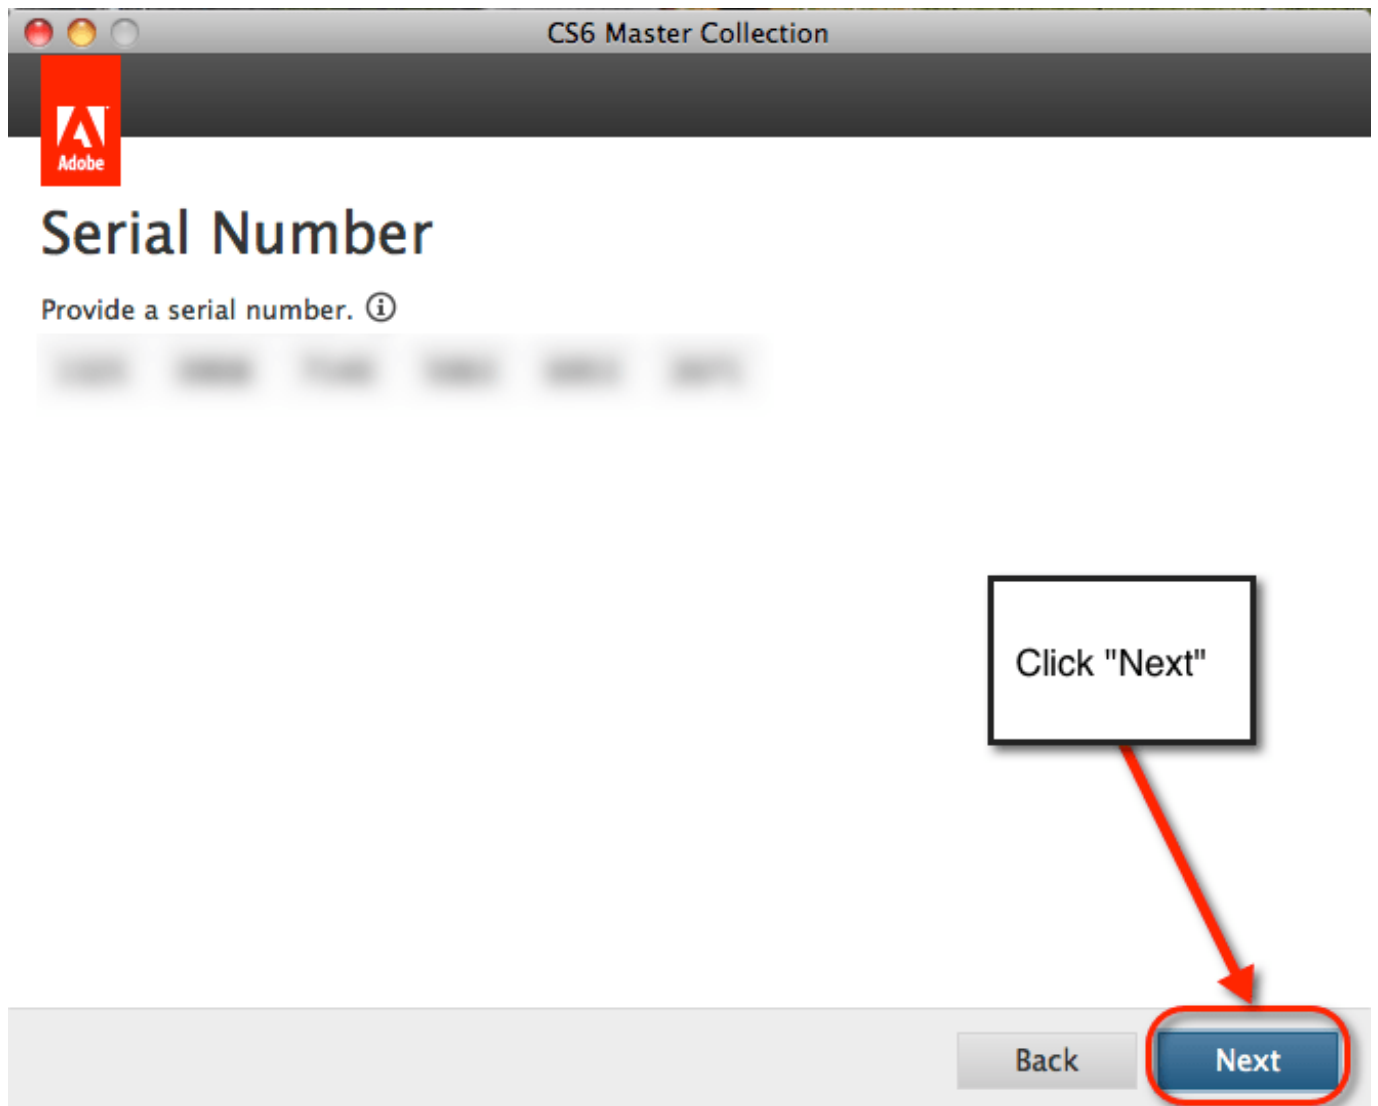 CS6 Master Collection
Adobe
Serial Number
Provide a serial number.
Click "Next"
Back
Next